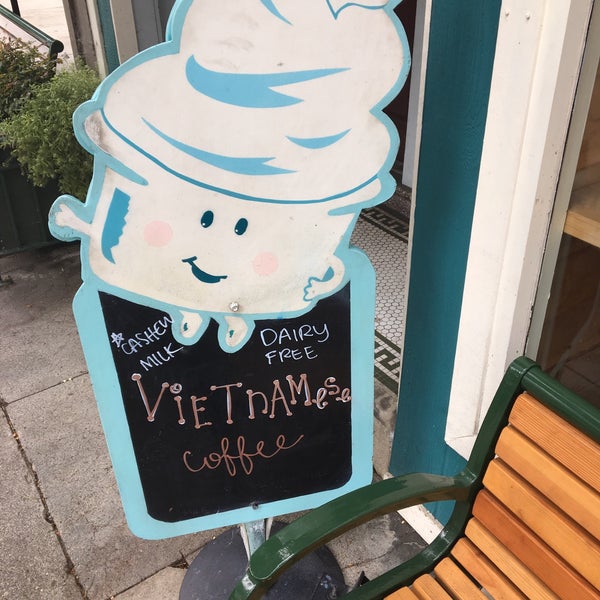 *CASHEW
MILK
DAIRY
FREE
VIETNAMese
coffee